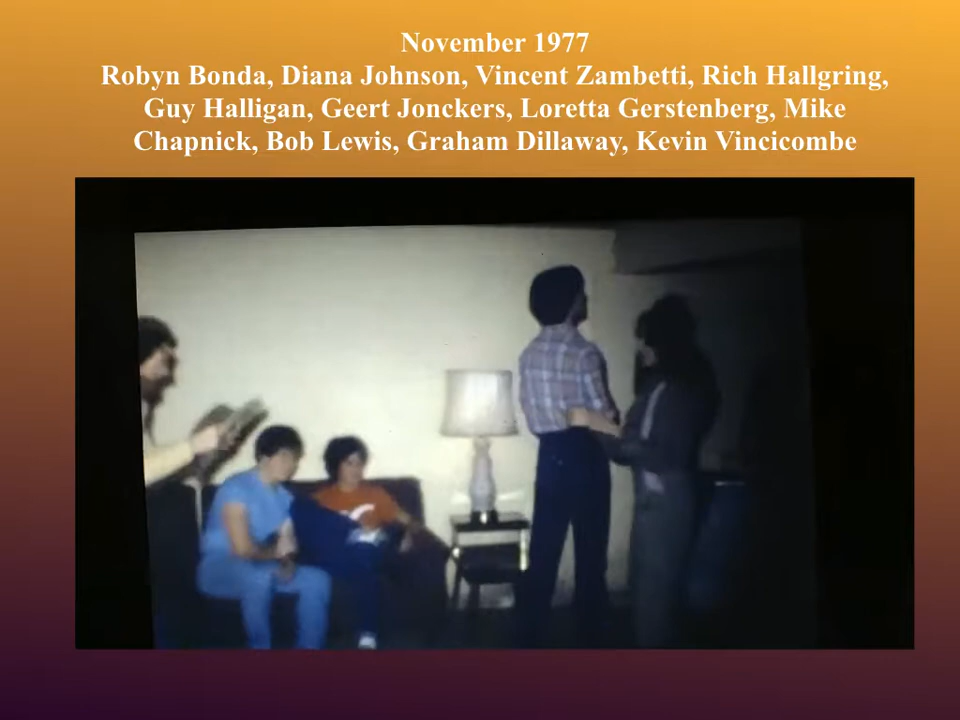 November 1977
Robyn Bonda, Diana Johnson, Vincent Zambetti, Rich Hallgring,
Guy Halligan, Geert Jonckers, Loretta Gerstenberg, Mike
Chapnick, Bob Lewis, Graham Dillaway, Kevin Vincicombe